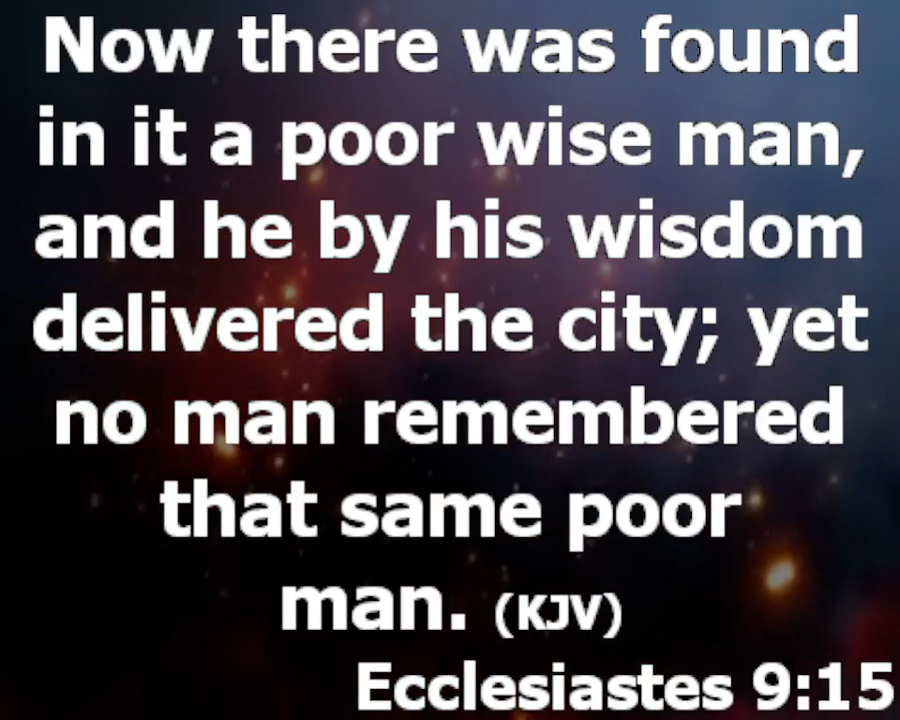 Now there was found
in it a poor wise man,
and he by his wisdom
delivered the city; yet
no man remembered
that same poor
man. (KJV)
Ecclesiastes 9:15